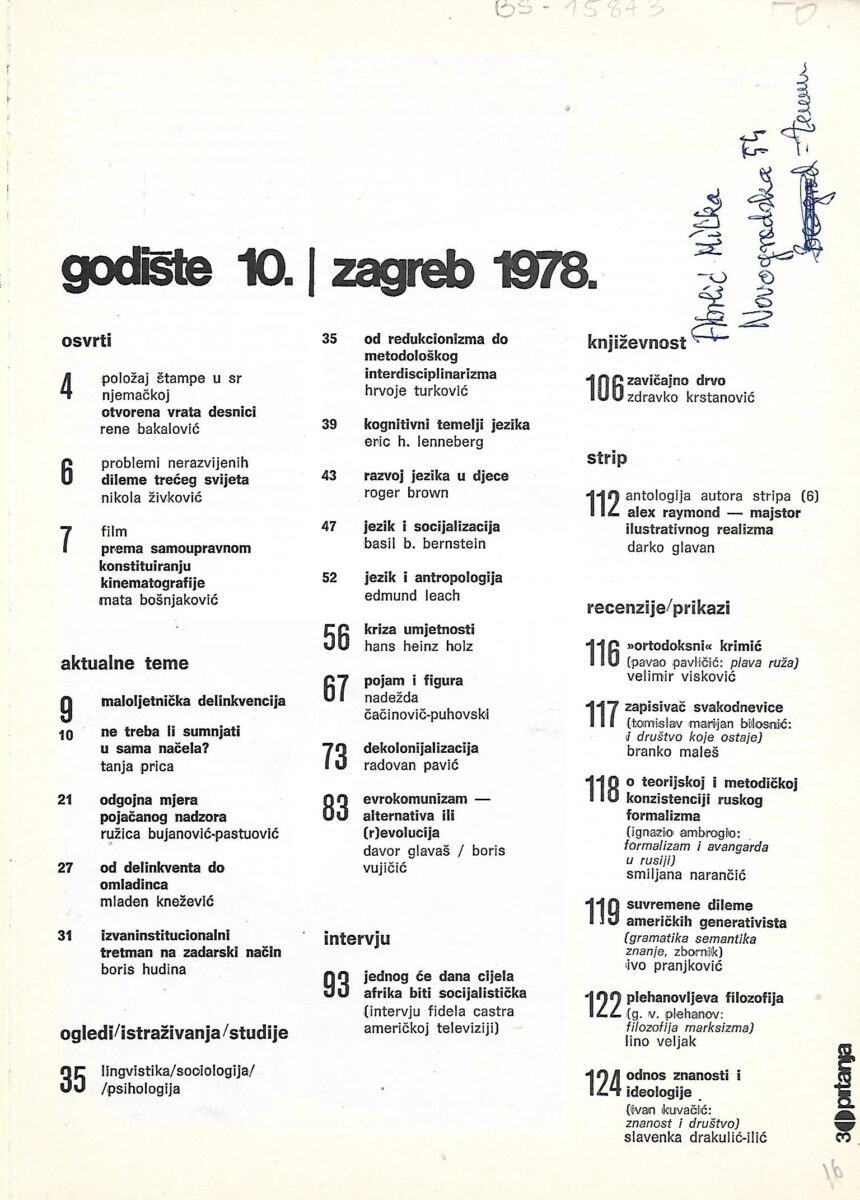 BS - 15843
Milka
Novogradska 54
godište 10. | zagreb 1978.
osvrti
4
položaj štampe u sr
njemačkoj
otvorena vrata desnici
rene bakalović
6
problemi nerazvijenih
dileme trećeg svijeta
nikola živković
7
film
prema samoupravnom
konstituiranju
kinematografije
mata bošnjaković
aktualne teme
9
maloljetnička delinkvencija
10
ne treba li sumnjati
u sama načela?
tanja prica
21
odgojna mjera
pojačanog nadzora
ružica bujanović-pastuović
27
od delinkventa do
omladinca
mladen knežević
31
izvaninstitucionalni
tretman na zadarski način
boris hudina
ogledi/istraživanja/studije
35
lingvistika/sociologija/
/psihologija
35
od redukcionizma do
metodološkog
interdisciplinarizma
hrvoje turković
39
kognitivni temelji jezika
eric h. lenneberg
43
razvoj jezika u djece
roger brown
47
jezik i socijalizacija
basil b. bernstein
52
jezik i antropologija
edmund leach
56
kriza umjetnosti
hans heinz holz
67
pojam i figura
nadežda
čačinovič-puhovski
73
dekolonijalizacija
radovan pavić
83
evrokomunizam —
alternativa ili
(r)evolucija
davor glavaš / boris
vujičić
intervju
93
jednog će dana cijela
afrika biti socijalistička
(intervju fidela castra
američkoj televiziji)
književnost
106
zavičajno drvo
zdravko krstanović
strip
112
antologija autora stripa (6)
alex raymond — majstor
ilustrativnog realizma
darko glavan
recenzije/prikazi
116
»ortodoksni« krimić
(pavao pavličić: plava ruža)
velimir visković
117
zapisivač svakodnevice
(tomislav marijan bilosnić:
i društvo koje ostaje)
branko maleš
118
o teorijskoj i metodičkoj
konzistenciji ruskog
formalizma
(ignazio ambrogio:
formalizam i avangarda
u rusiji)
smiljana narančić
119
suvremene dileme
američkih generativista
(gramatika semantika
znanje, zbornik)
ivo pranjković
122
plehanovljeva filozofija
(g. v. plehanov:
filozofija marksizma)
lino veljak
124
odnos znanosti i
ideologije
(ivan kuvačić:
znanost i društvo)
slavenka drakulić-ilić
3 pitanja
16